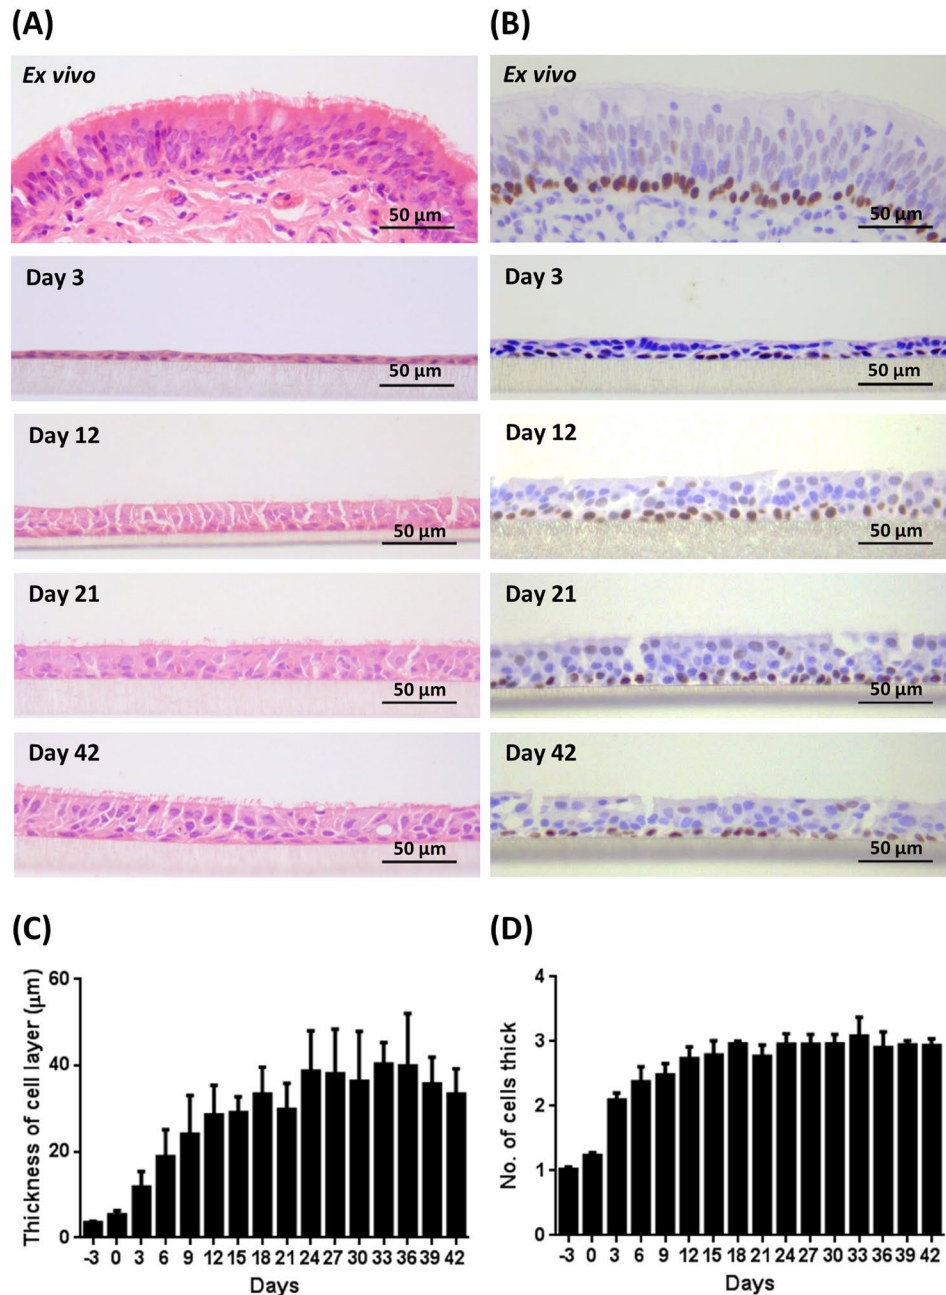 (A)
Ex vivo
50 µm
Day 3
50 µm
Day 12
50 µm
Day 21
50 µm
Day 42
50 µm
(B)
Ex vivo
50 µm
Day 3
50 µm
Day 12
50 µm
Day 21
50 µm
Day 42
50 µm
(C)
Thickness of cell layer (µm)
60
40
20
0
-3 0 3 6 9 12 15 18 21 24 27 30 33 36 39 42
Days
(D)
No. of cells thick
4
3
2
1
0
-3 0 3 6 9 12 15 18 21 24 27 30 33 36 39 42
Days